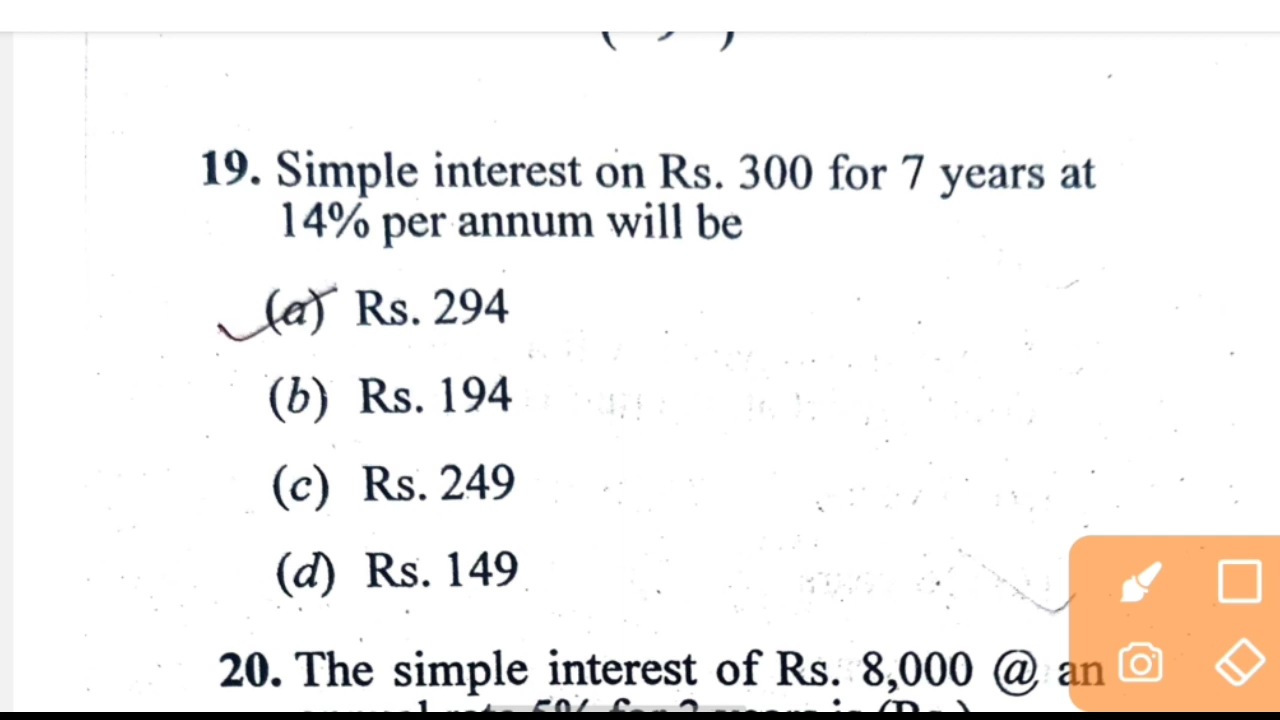 19. Simple interest on Rs. 300 for 7 years at
14% per annum will be
(a) Rs. 294
(b) Rs. 194
(c) Rs. 249
(d) Rs. 149
20. The simple interest of Rs. 8,000 @ an